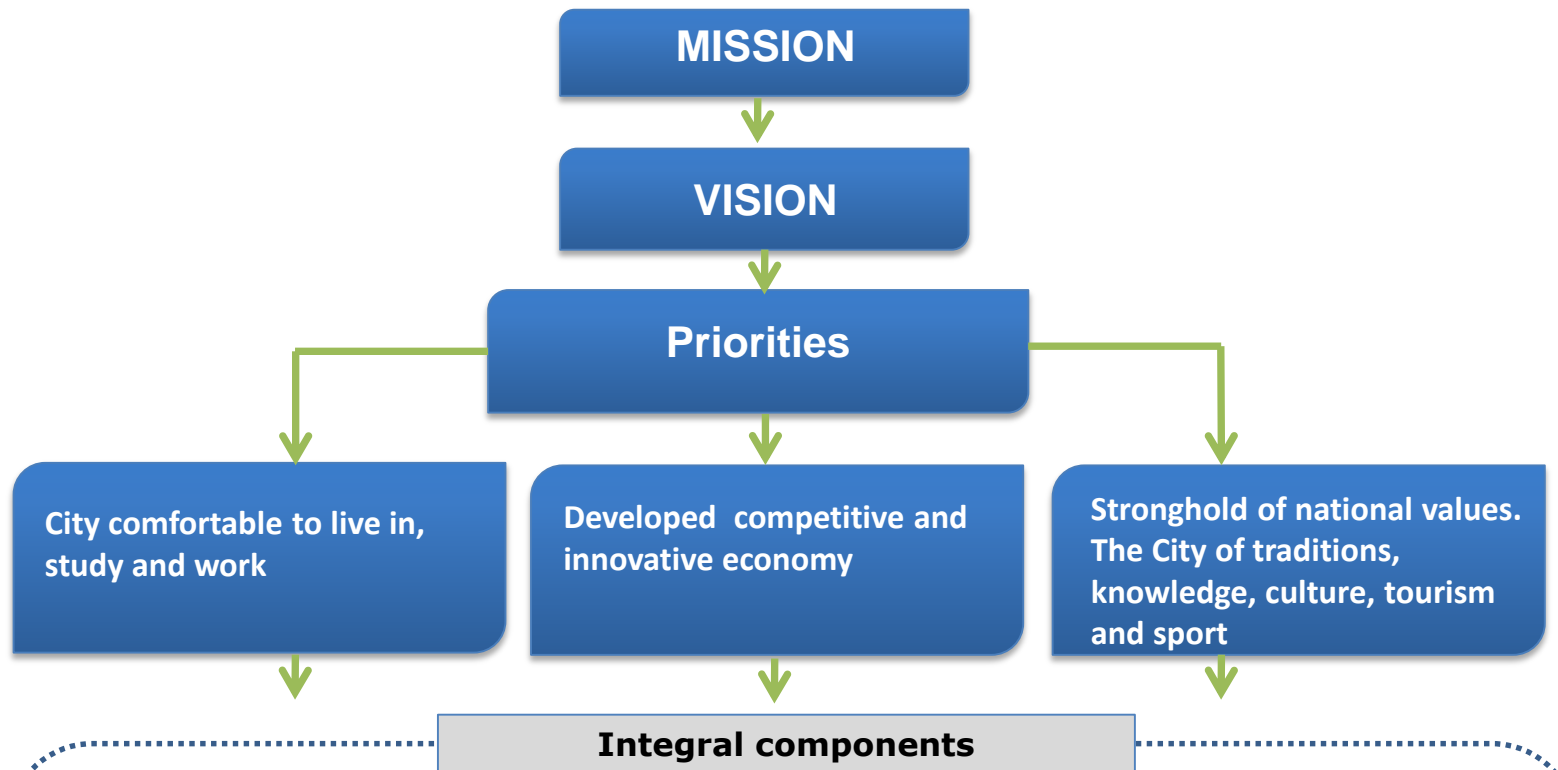 MISSION
VISION
Priorities
City comfortable to live in,
study and work
Developed competitive and
innovative economy
Stronghold of national values.
The City of traditions,
knowledge, culture, tourism
and sport
Integral components